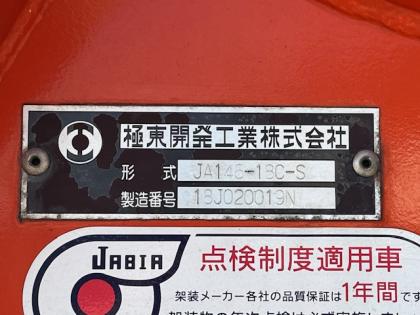 極東開発工業株式会社
形 式 JA146-18C-S
製造番号 18J020019N
JABIA
点検制度適用車
架装メーカー各社の品質保証は1年間です